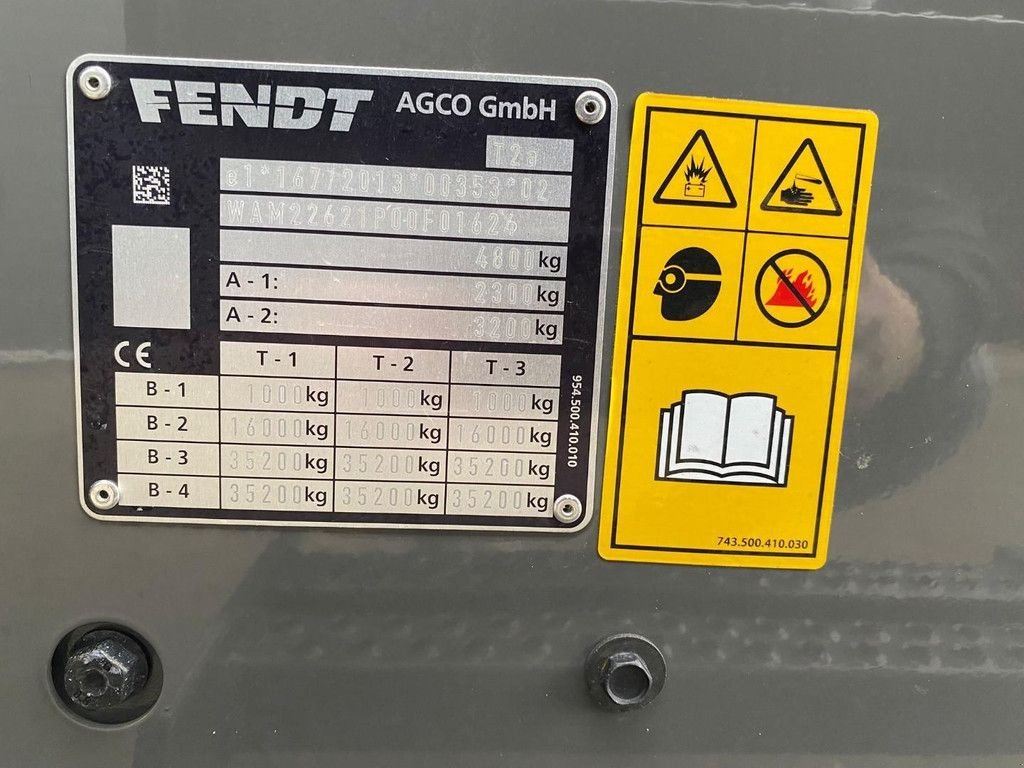 FENDT AGCO GmbH
T2a
e1*167/2013*00353*02
WAM22621P00F01626
4800kg
A - 1: 2300kg
A - 2: 3200kg
CE T - 1 T - 2 T - 3
B - 1 1000kg 1000kg 1000kg
B - 2 16000kg 16000kg 16000kg
B - 3 35200kg 35200kg 35200kg
B - 4 35200kg 35200kg 35200kg
954.500.410.010
743.500.410.030